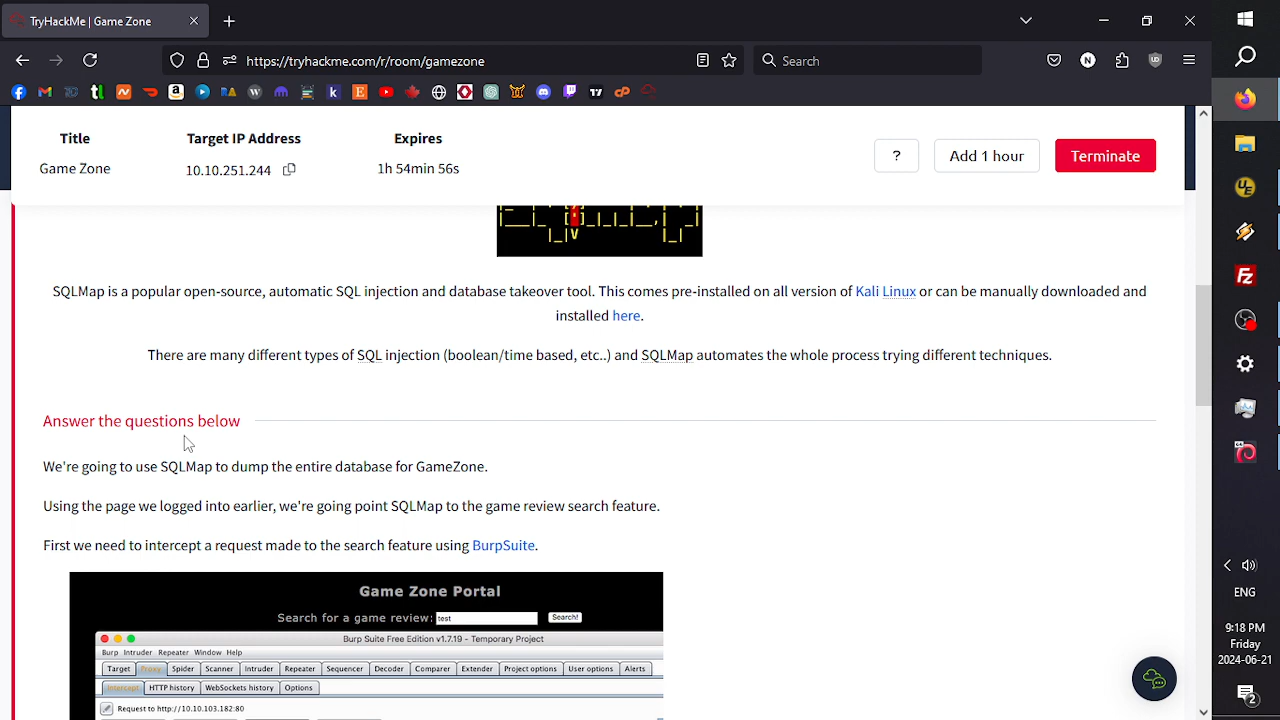 TryHackMe | Game Zone
https://tryhackme.com/r/room/gamezone
Search
Title
Target IP Address
Expires
Game Zone
10.10.251.244
1h 54min 56s
?
Add 1 hour
Terminate
SQLMap is a popular open-source, automatic SQL injection and database takeover tool. This comes pre-installed on all version of Kali Linux or can be manually downloaded and
installed here.
There are many different types of SQL injection (boolean/time based, etc..) and SQLMap automates the whole process trying different techniques.
Answer the questions below
We're going to use SQLMap to dump the entire database for GameZone.
Using the page we logged into earlier, we're going point SQLMap to the game review search feature.
First we need to intercept a request made to the search feature using BurpSuite.
Game Zone Portal
Search for a game review: test Search!
Burp Suite Free Edition v1.7.19 - Temporary Project
Burp Intruder Repeater Window Help
Target Proxy Spider Scanner Intruder Repeater Sequencer Decoder Comparer Extender Project options User options Alerts
Intercept HTTP history WebSockets history Options
Request to http://10.10.103.182:80
ENG
9:18 PM
Friday
2024-06-21
2